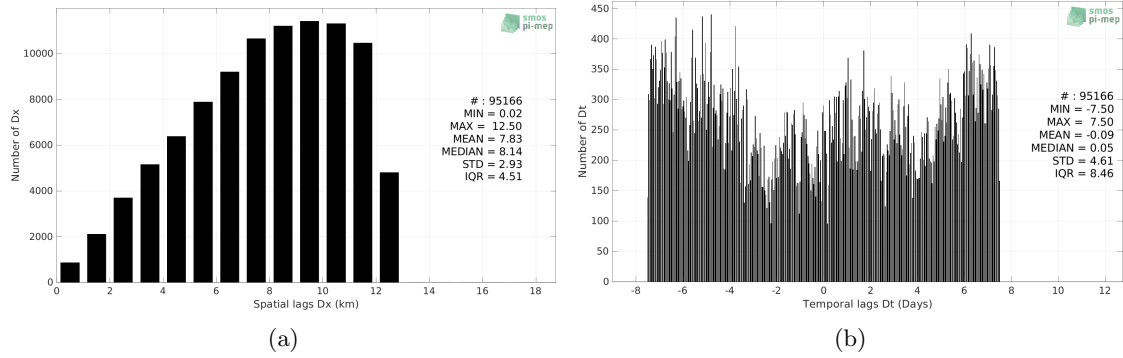 smos
pi-mep
Number of Dx
10000
8000
6000
4000
2000
0
# : 95166
MIN = 0.02
MAX = 12.50
MEAN = 7.83
MEDIAN = 8.14
STD = 2.93
IQR = 4.51
0 2 4 6 8 10 12 14 16 18
Spatial lags Dx (km)
(a)
smos
pi-mep
Number of Dt
450
400
350
300
250
200
150
100
50
0
# : 95166
MIN = -7.50
MAX = 7.50
MEAN = -0.09
MEDIAN = 0.05
STD = 4.61
IQR = 8.46
-8 -6 -4 -2 0 2 4 6 8 10 12
Temporal lags Dt (Days)
(b)